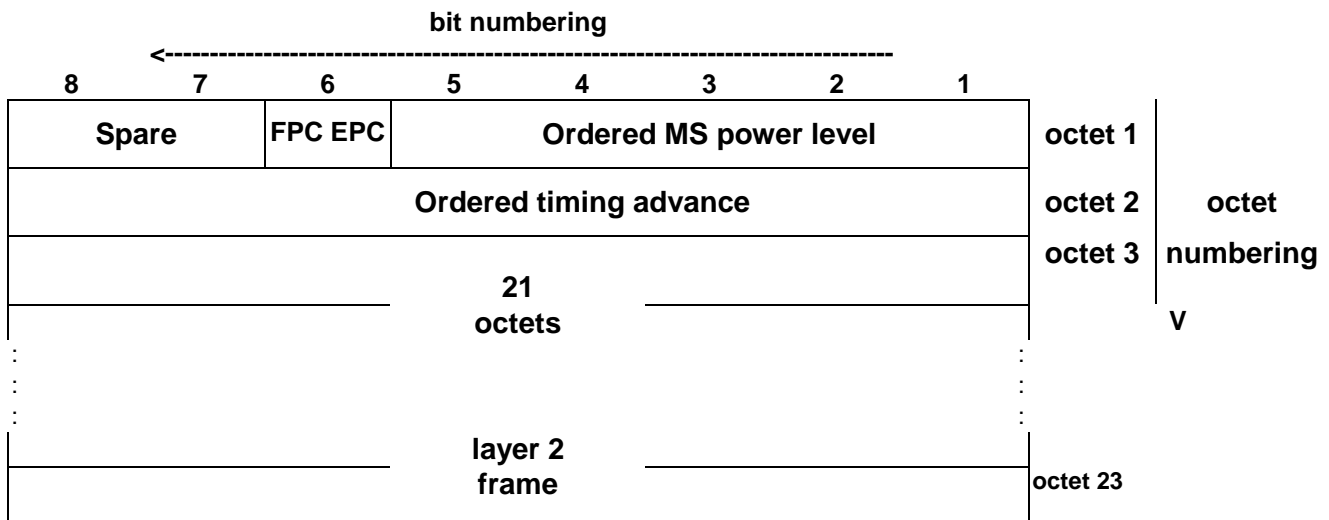 bit numbering
<--------------------------------------------------------------------------------
8 7 6 5 4 3 2 1
Spare FPC EPC Ordered MS power level octet 1
Ordered timing advance octet 2 octet
octet 3 numbering
21
octets
V
: :
: :
: :
layer 2
frame octet 23